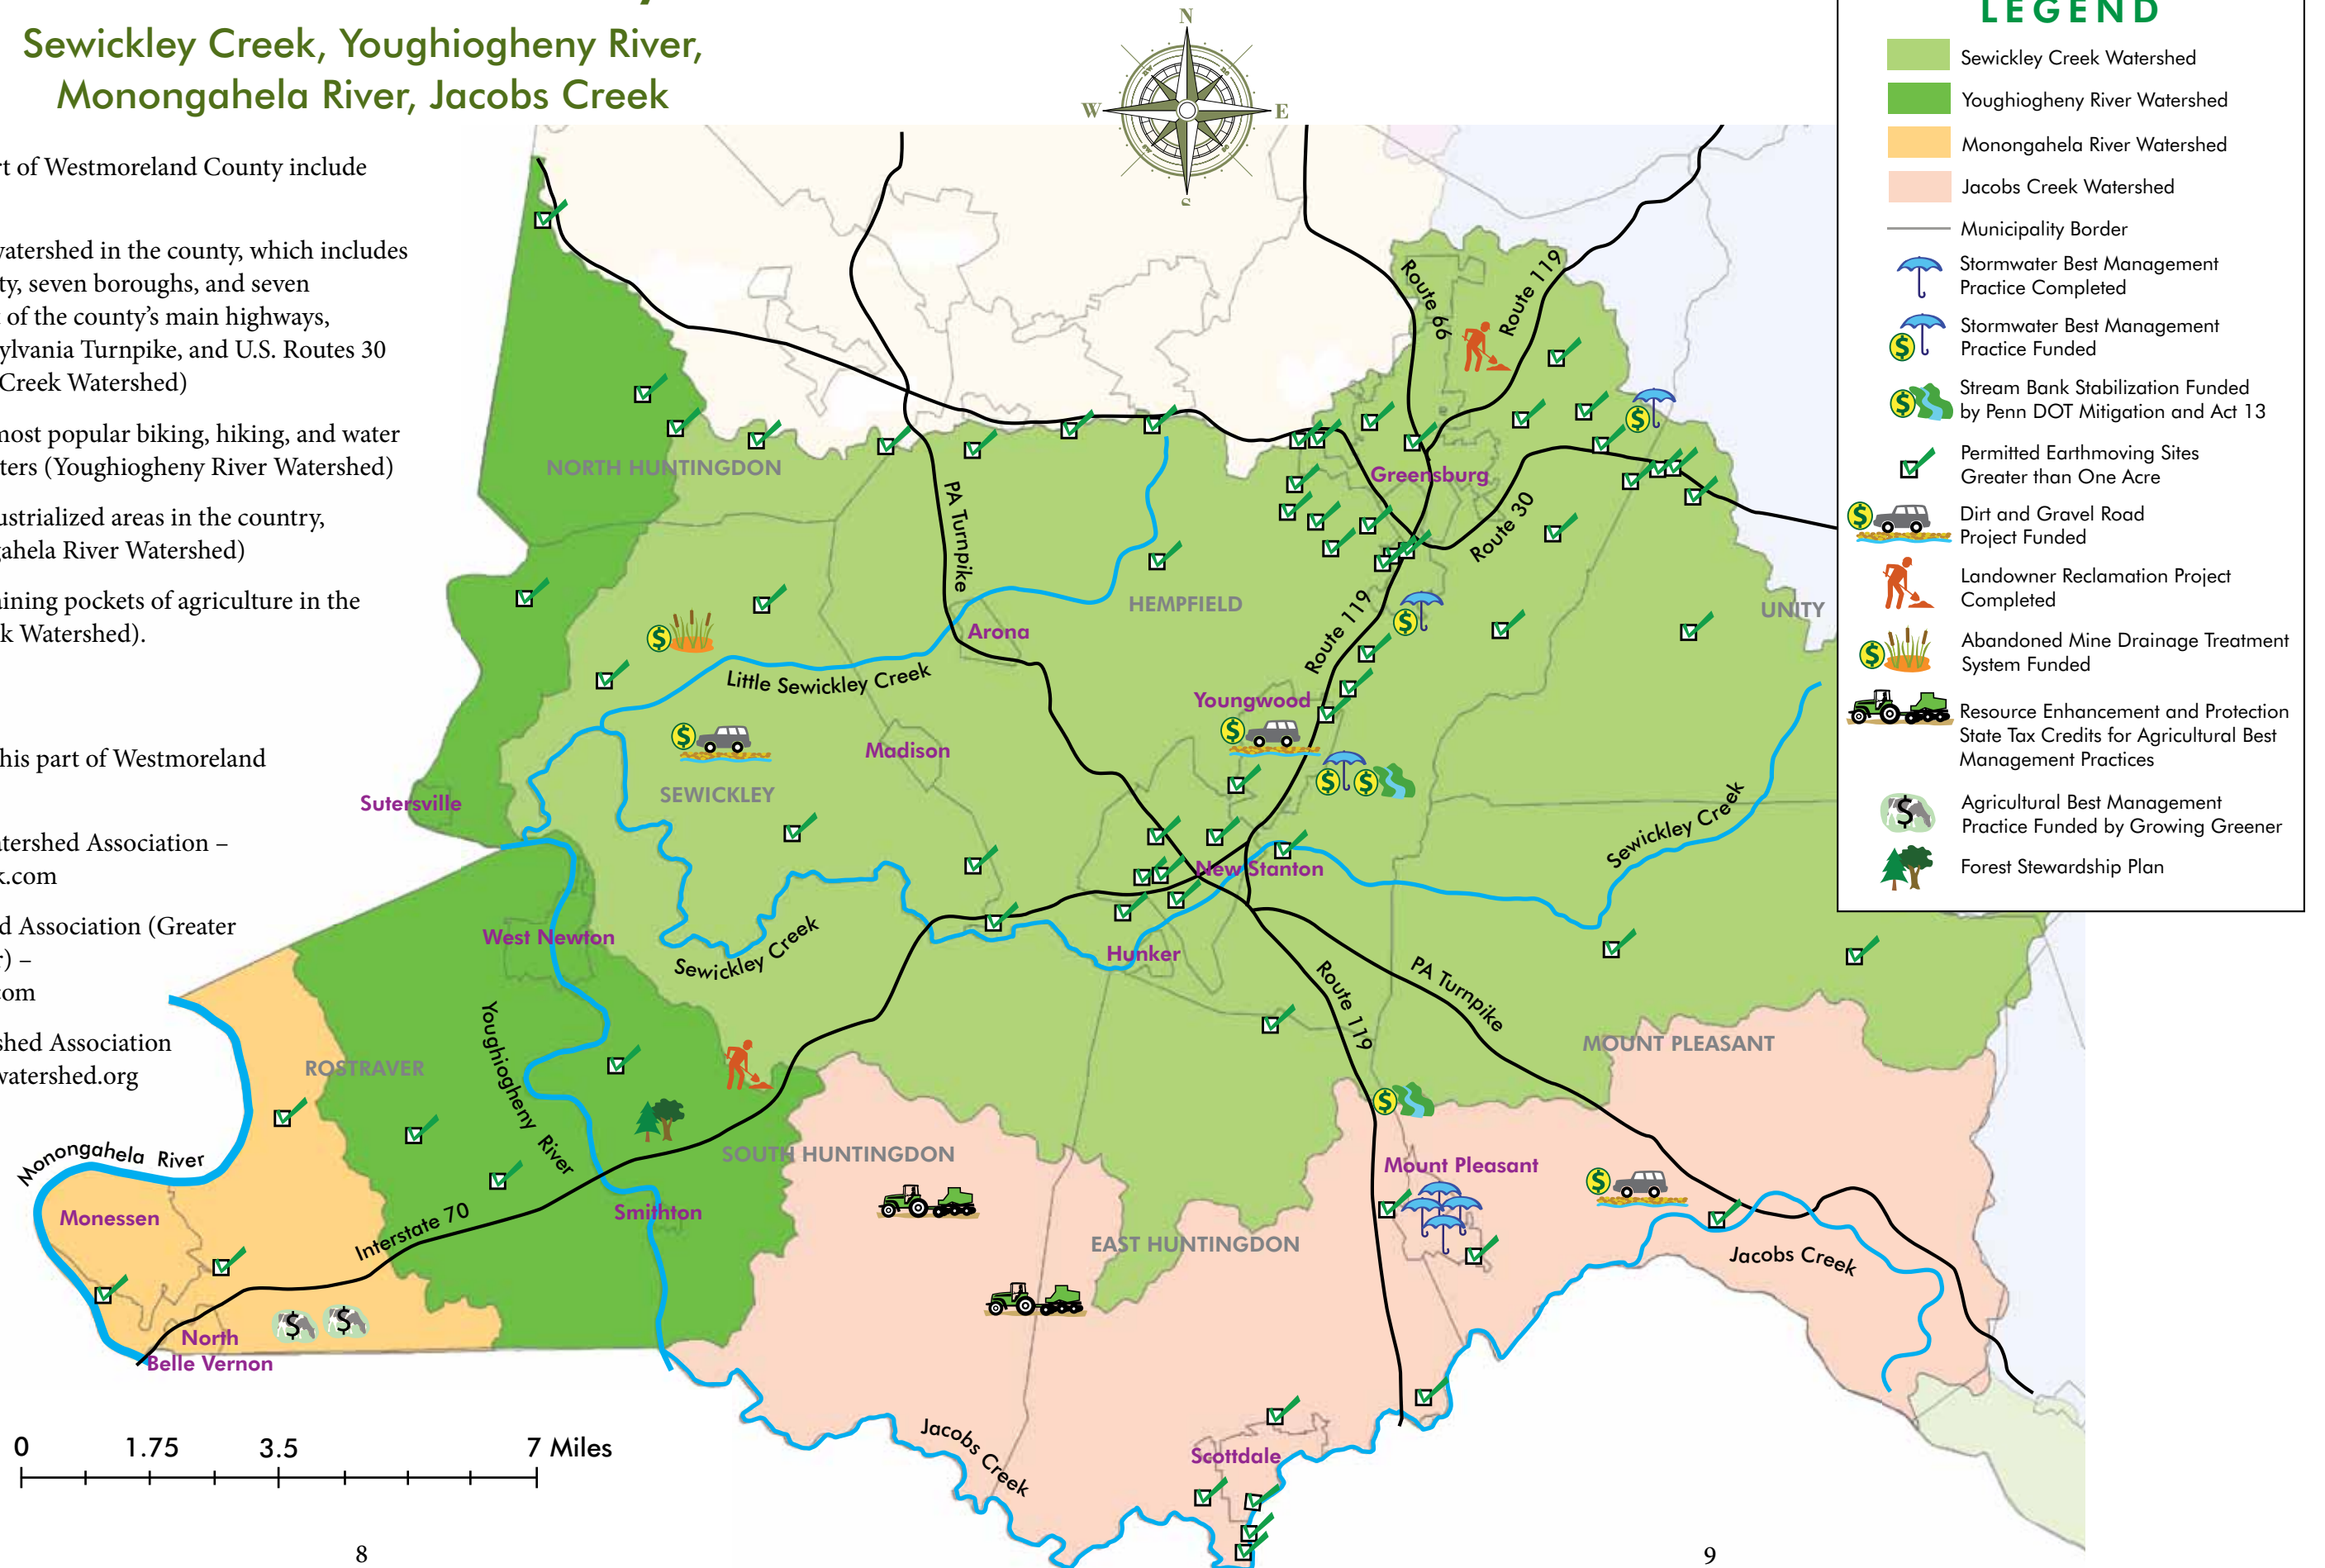 Sewickley Creek, Youghiogheny River,
Monongahela River, Jacobs Creek
rt of Westmoreland County include
watershed in the county, which includes
ty, seven boroughs, and seven
t of the county’s main highways,
sylvania Turnpike, and U.S. Routes 30
Creek Watershed)
most popular biking, hiking, and water
ters (Youghiogheny River Watershed)
ustrialized areas in the country,
gahela River Watershed)
aining pockets of agriculture in the
k Watershed).
his part of Westmoreland
atershed Association –
k.com
d Association (Greater
r) –
com
shed Association
watershed.org
N
W
E
S
LEGEND
Sewickley Creek Watershed
Youghiogheny River Watershed
Monongahela River Watershed
Jacobs Creek Watershed
Municipality Border
Stormwater Best Management
Practice Completed
Stormwater Best Management
Practice Funded
Stream Bank Stabilization Funded
by Penn DOT Mitigation and Act 13
Permitted Earthmoving Sites
Greater than One Acre
Dirt and Gravel Road
Project Funded
Landowner Reclamation Project
Completed
Abandoned Mine Drainage Treatment
System Funded
Resource Enhancement and Protection
State Tax Credits for Agricultural Best
Management Practices
Agricultural Best Management
Practice Funded by Growing Greener
Forest Stewardship Plan
Route 66
Route 119
NORTH HUNTINGDON
Greensburg
PA Turnpike
Route 30
HEMPFIELD
UNITY
Arona
Route 119
Little Sewickley Creek
Youngwood
Madison
SEWICKLEY
Sutersville
Sewickley Creek
New Stanton
West Newton
Sewickley Creek
Hunker
PA Turnpike
Route 119
MOUNT PLEASANT
Youghiogheny River
ROSTRAVER
Monongahela River
SOUTH HUNTINGDON
Mount Pleasant
Monessen
Smithton
Interstate 70
EAST HUNTINGDON
Jacobs Creek
North
Belle Vernon
Jacobs Creek
Scottdale
0 1.75 3.5 7 Miles
8
9